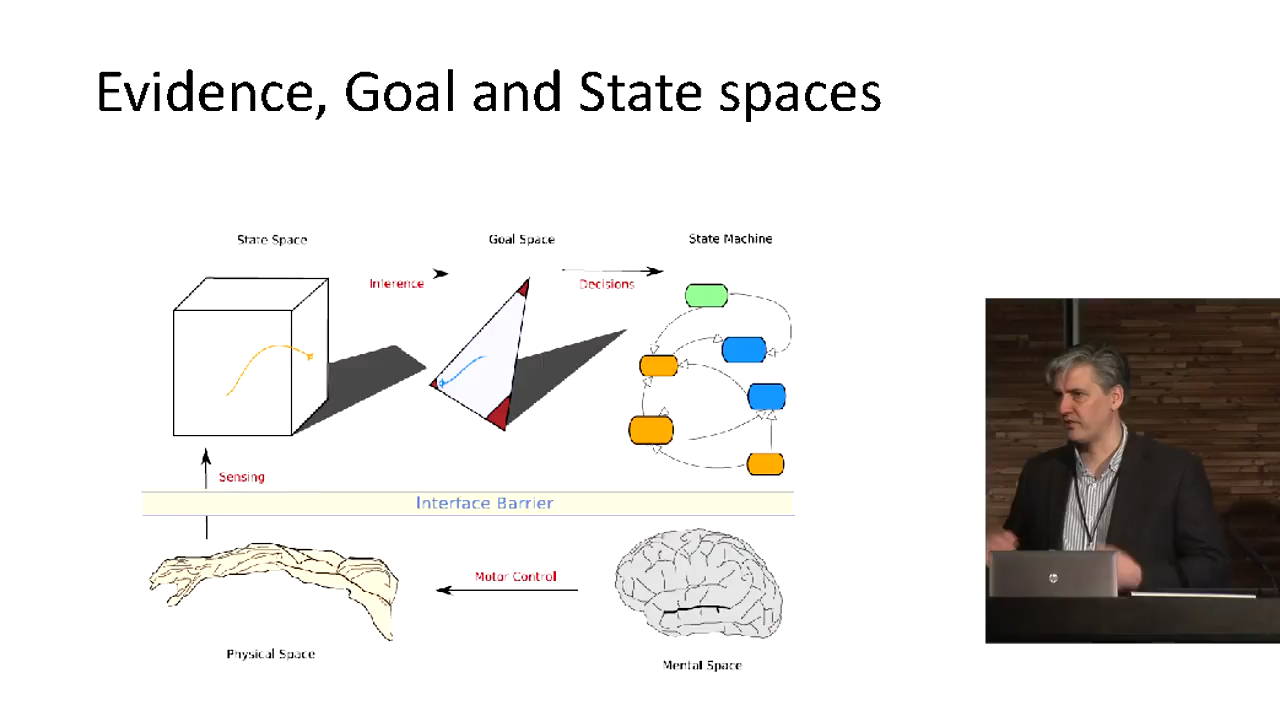 Evidence, Goal and State spaces
State Space
Goal Space
State Machine
Inference
Decisions
Sensing
Interface Barrier
Motor Control
Physical Space
Mental Space
hp